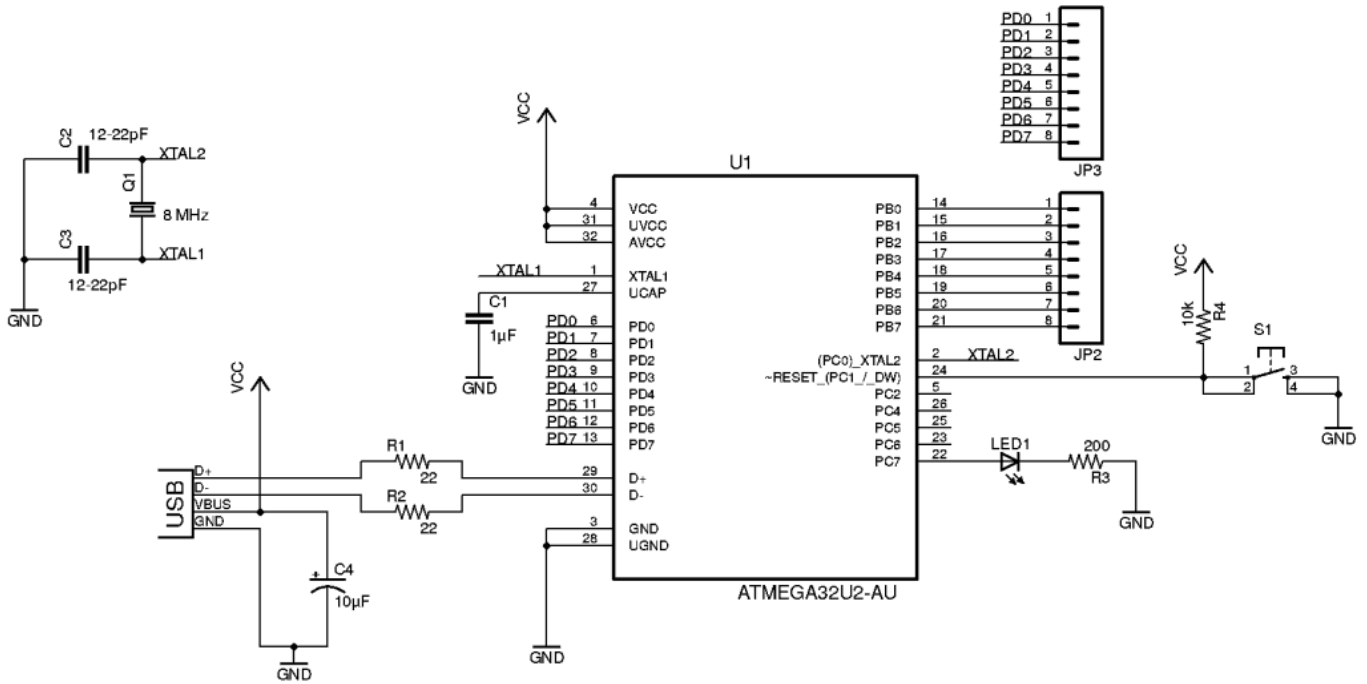 PD0 1
PD1 2
PD2 3
PD3 4
PD4 5
PD5 6
PD6 7
PD7 8
JP3
C2
12-22pF
XTAL2
Q1
8 MHz
C3
XTAL1
12-22pF
GND
VCC
U1
4 VCC
31 UVCC
32 AVCC
XTAL1 1 XTAL1
27 UCAP
C1
1µF
GND
PD0 6 PD0
PD1 7 PD1
PD2 8 PD2
PD3 9 PD3
PD4 10 PD4
PD5 11 PD5
PD6 12 PD6
PD7 13 PD7
29 D+
30 D-
3 GND
28 UGND
GND
PB0 14 1
PB1 15 2
PB2 16 3
PB3 17 4
PB4 18 5
PB5 19 6
PB6 20 7
PB7 21 8
JP2
(PC0)_XTAL2 2 XTAL2
~RESET_(PC1_/_DW) 24
PC2 5
PC4 26
PC5 25
PC6 23
PC7 22
ATMEGA32U2-AU
VCC
10k
R4
S1
1 3
2 4
GND
LED1
200
R3
GND
VCC
USB
D+
D-
VBUS
GND
R1
22
R2
22
+
C4
10µF
GND